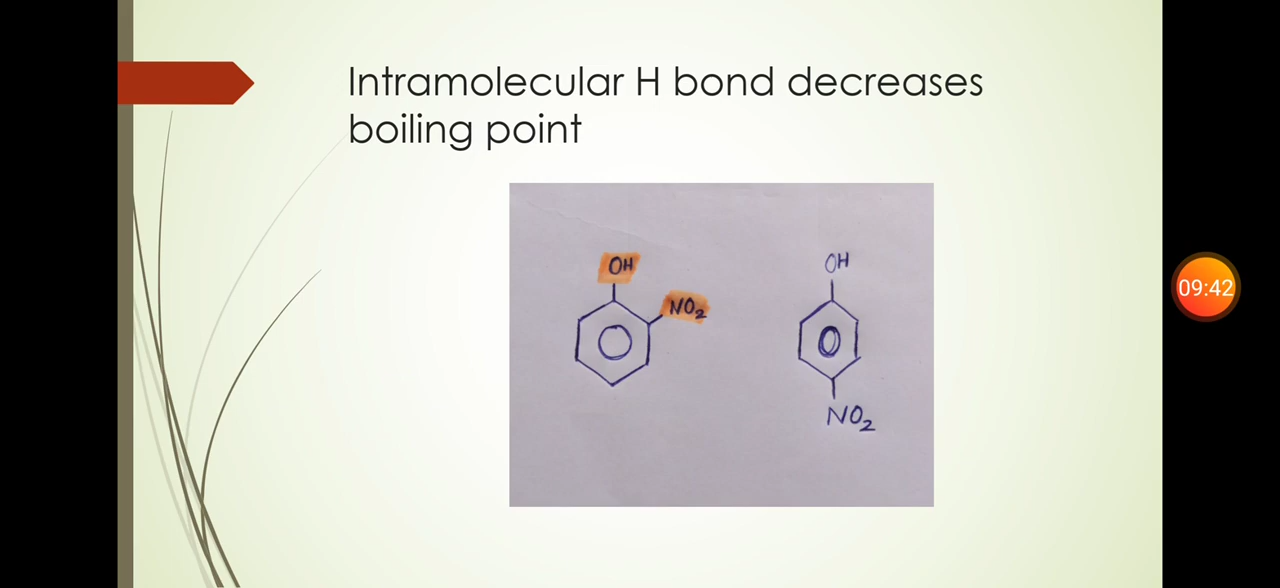 Intramolecular H bond decreases
boiling point
OH
NO₂
OH
NO₂
09:42